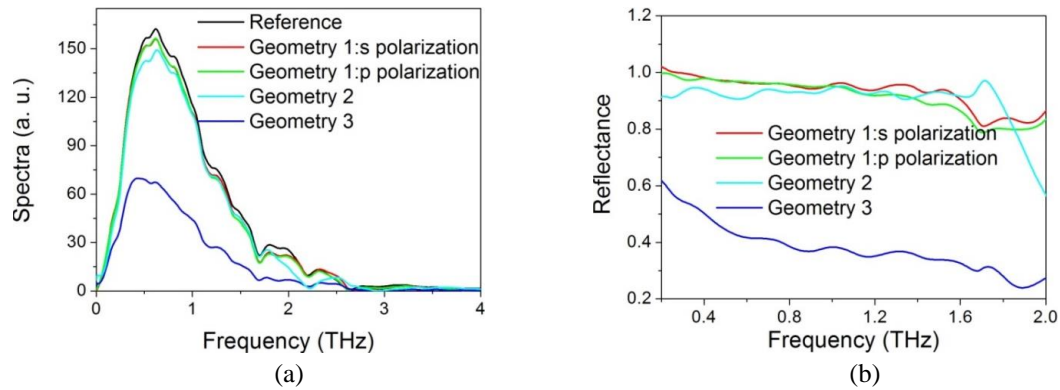 150
120
90
60
30
0
Spectra (a. u.)
Reference
Geometry 1:s polarization
Geometry 1:p polarization
Geometry 2
Geometry 3
0 1 2 3 4
Frequency (THz)
(a)
1.2
1.0
0.8
0.6
0.4
0.2
Reflectance
Geometry 1:s polarization
Geometry 1:p polarization
Geometry 2
Geometry 3
0.4 0.8 1.2 1.6 2.0
Frequency (THz)
(b)